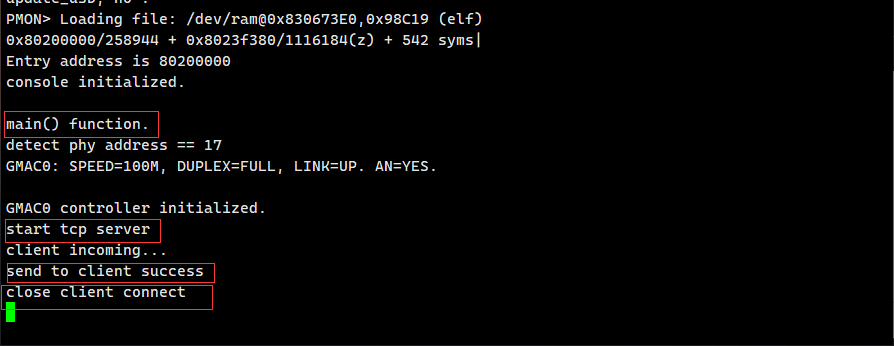 PMON> Loading file: /dev/ram@0x830673E0,0x98C19 (elf)
0x80200000/258944 + 0x8023f380/1116184(z) + 542 syms|
Entry address is 80200000
console initialized.
main() function.
detect phy address == 17
GMAC0: SPEED=100M, DUPLEX=FULL, LINK=UP. AN=YES.
GMAC0 controller initialized.
start tcp server
client incoming...
send to client success
close client connect